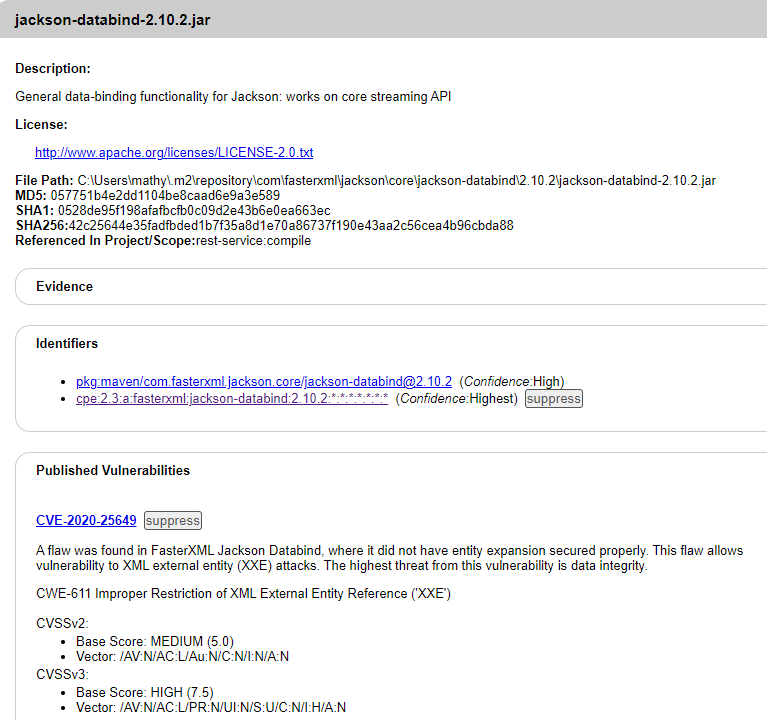 jackson-databind-2.10.2.jar
Description:
General data-binding functionality for Jackson: works on core streaming API
License:
http://www.apache.org/licenses/LICENSE-2.0.txt
File Path: C:\Users\mathy\.m2\repository\com\fasterxml\jackson\core\jackson-databind\2.10.2\jackson-databind-2.10.2.jar
MD5: 057751b4e2dd1104be8caad6e9a3e589
SHA1: 0528de95f198afafbcfb0c09d2e43b6e0ea663ec
SHA256:42c25644e35fadfbded1b7f35a8d1e70a86737f190e43aa2c56cea4b96cbda88
Referenced In Project/Scope:rest-service:compile
Evidence
Identifiers
• pkg:maven/com.fasterxml.jackson.core/jackson-databind@2.10.2 (Confidence:High)
• cpe:2.3:a:fasterxml:jackson-databind:2.10.2:*:*:*:*:*:*:* (Confidence:Highest) suppress
Published Vulnerabilities
CVE-2020-25649 suppress
A flaw was found in FasterXML Jackson Databind, where it did not have entity expansion secured properly. This flaw allows
vulnerability to XML external entity (XXE) attacks. The highest threat from this vulnerability is data integrity.
CWE-611 Improper Restriction of XML External Entity Reference ('XXE')
CVSSv2:
• Base Score: MEDIUM (5.0)
• Vector: /AV:N/AC:L/Au:N/C:N/I:N/A:N
CVSSv3:
• Base Score: HIGH (7.5)
• Vector: /AV:N/AC:L/PR:N/UI:N/S:U/C:N/I:H/A:N